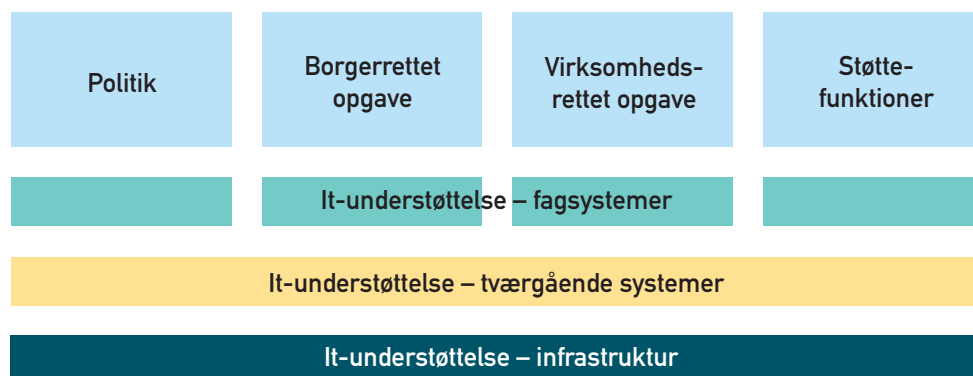 Politik
Borgerrettet
opgave
Virksomheds-
rettet opgave
Støtte-
funktioner
It-understøttelse – fagsystemer
It-understøttelse – tværgående systemer
It-understøttelse – infrastruktur